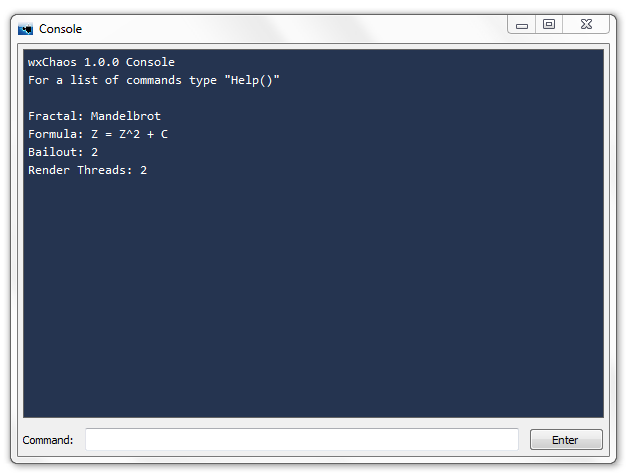 Console
wxChaos 1.0.0 Console
For a list of commands type "Help()"
Fractal: Mandelbrot
Formula: Z = Z^2 + C
Bailout: 2
Render Threads: 2
Command:
Enter